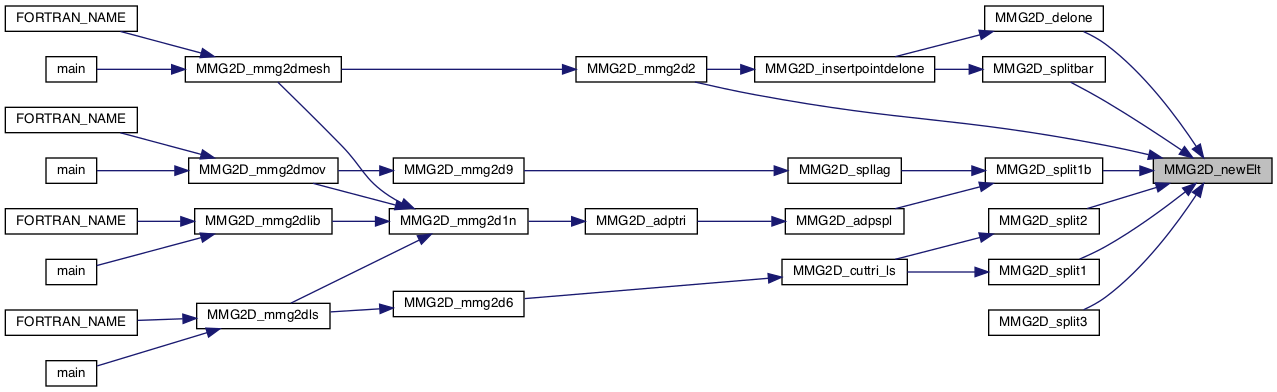 FORTRAN_NAME
MMG2D_delone
main
MMG2D_mmg2dmesh
MMG2D_mmg2d2
MMG2D_insertpointdelone
MMG2D_splitbar
FORTRAN_NAME
main
MMG2D_mmg2dmov
MMG2D_mmg2d9
MMG2D_spllag
MMG2D_split1b
MMG2D_newElt
FORTRAN_NAME
MMG2D_mmg2dlib
MMG2D_mmg2d1n
MMG2D_adptri
MMG2D_adpspl
MMG2D_split2
main
MMG2D_cuttri_ls
MMG2D_split1
FORTRAN_NAME
MMG2D_mmg2dls
MMG2D_mmg2d6
MMG2D_split3
main